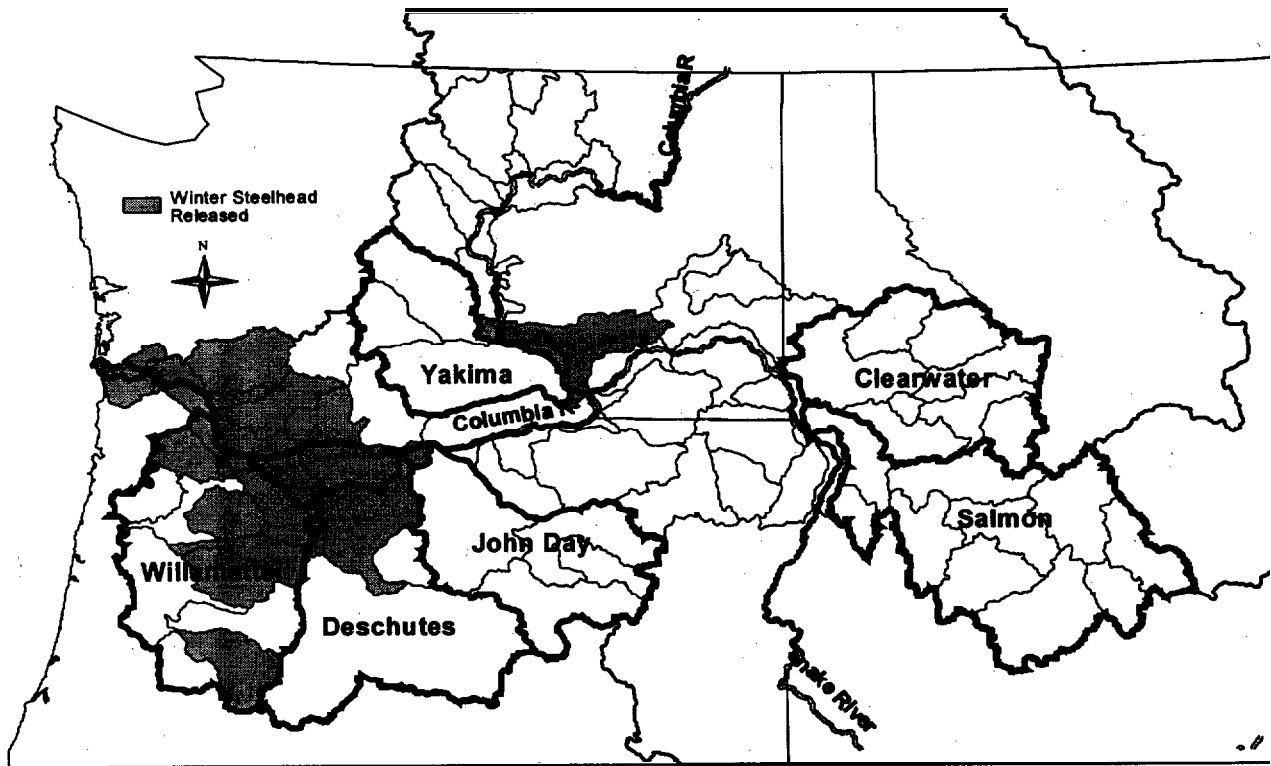 Columbia R
Winter Steelhead
Released
N
Yakima
Columbia R
Clearwater
Salmon
John Day
Deschutes
Snake River